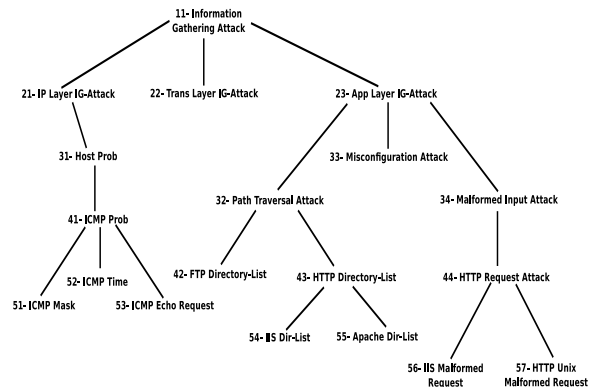 11- Information
Gathering Attack
21- IP Layer IG-Attack
22- Trans Layer IG-Attack
23- App Layer IG-Attack
31- Host Prob
33- Misconfiguration Attack
32- Path Traversal Attack
34- Malformed Input Attack
41- ICMP Prob
42- FTP Directory-List
43- HTTP Directory-List
44- HTTP Request Attack
52- ICMP Time
51- ICMP Mask
53- ICMP Echo Request
54- IIS Dir-List
55- Apache Dir-List
56- IIS Malformed
Request
57- HTTP Unix
Malformed Request